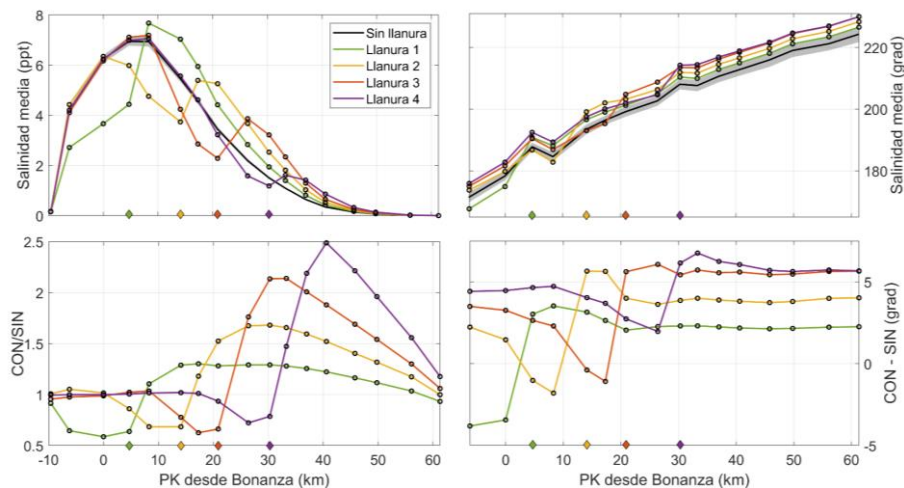 Salinidad media (ppt)
8
6
4
2
0
Sin llanura
Llanura 1
Llanura 2
Llanura 3
Llanura 4
Salinidad media (grad)
220
200
180
CON/SIN
2.5
2
1.5
1
0.5
-10 0 10 20 30 40 50 60
PK desde Bonanza (km)
CON - SIN (grad)
5
0
-5
0 10 20 30 40 50 60
PK desde Bonanza (km)